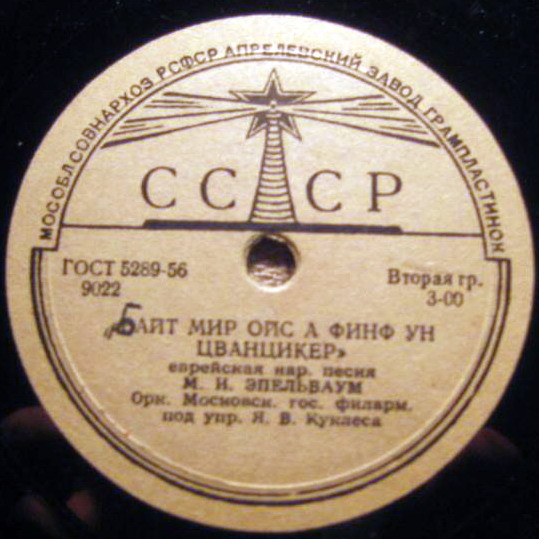 МОСОБЛСОВНАРХОЗ РСФСР АПРЕЛЕВСКИЙ ЗАВОД ГРАМПЛАСТИНОК
СССР
ГОСТ 5289-56
9022
Вторая гр.
3-00
„БАЙТ МИР ОЙС А ФИНФ УН
ЦВАНЦИКЕР»
еврейская нар. песня
М. И. ЭПЕЛЬБАУМ
Орк. Московск. гос. филарм.
под упр. Я. В. Куклеса